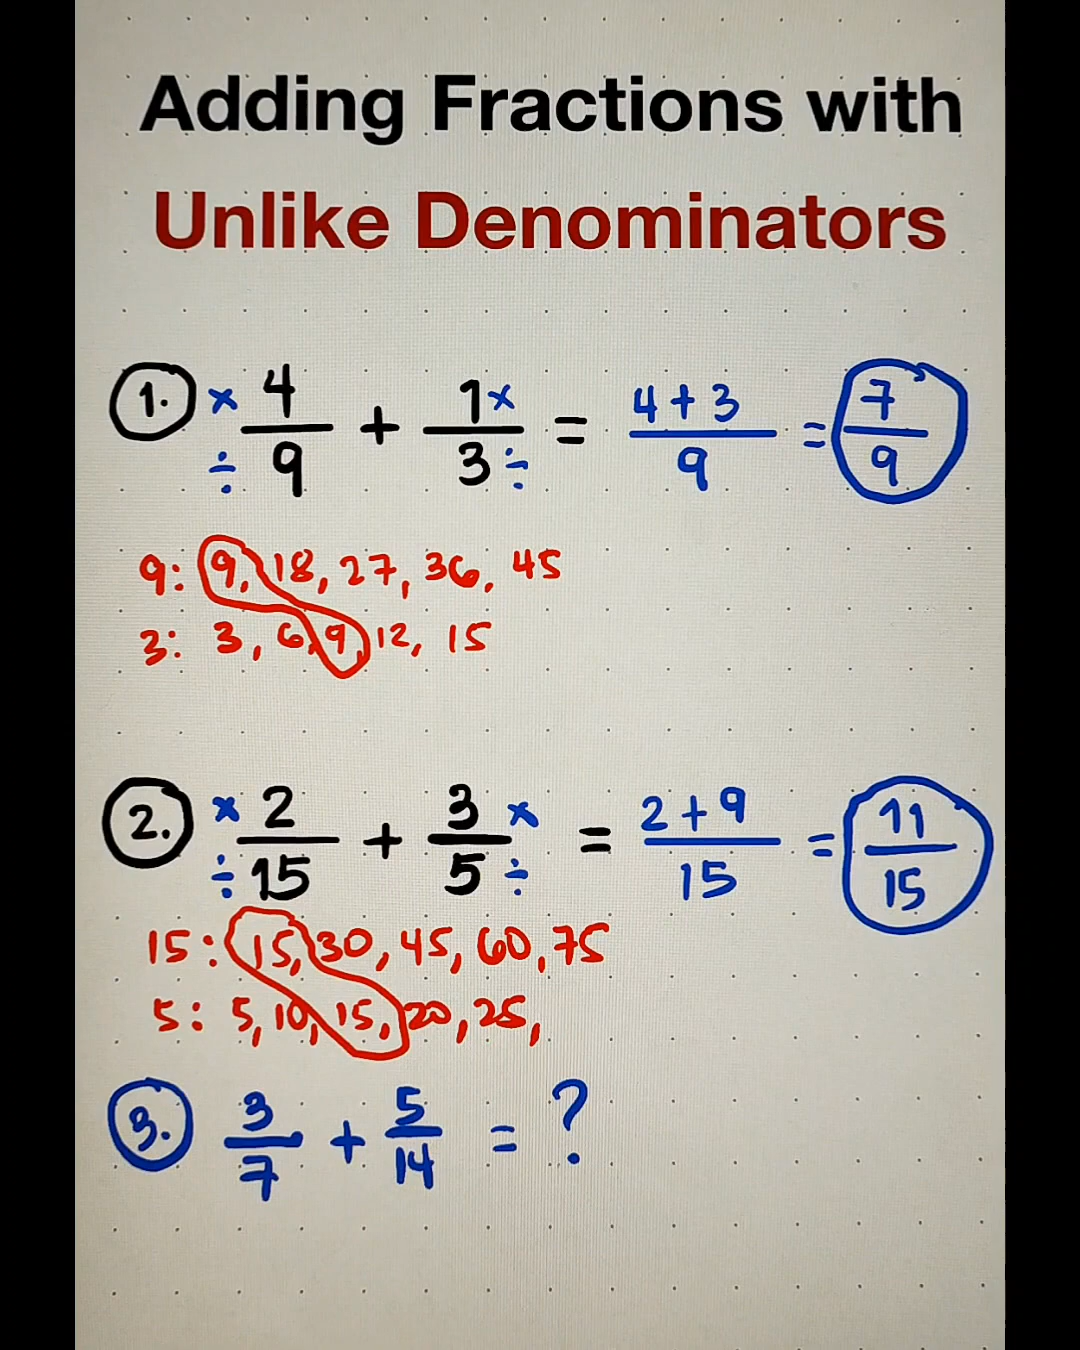 Adding Fractions with
Unlike Denominators
1. × 4/9 ÷ + 1/3 × ÷ = 4+3/9 = 7/9
9: 9, 18, 27, 36, 45
3: 3, 6, 9, 12, 15
2. × 2/15 ÷ + 3/5 × ÷ = 2+9/15 = 11/15
15: 15, 30, 45, 60, 75
5: 5, 10, 15, 20, 25,
3. 3/7 + 5/14 = ?